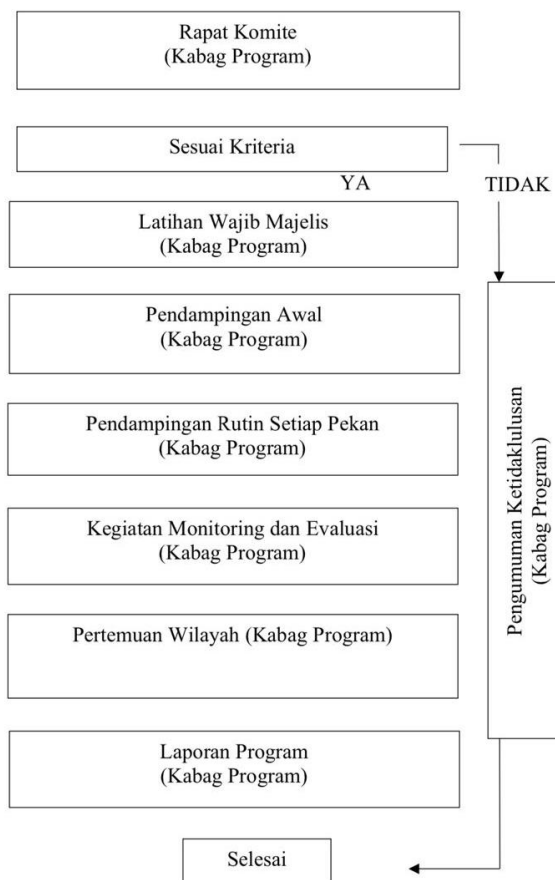 Rapat Komite
(Kabag Program)
Sesuai Kriteria
YA
TIDAK
Latihan Wajib Majelis
(Kabag Program)
Pendampingan Awal
(Kabag Program)
Pendampingan Rutin Setiap Pekan
(Kabag Program)
Kegiatan Monitoring dan Evaluasi
(Kabag Program)
Pertemuan Wilayah (Kabag Program)
Laporan Program
(Kabag Program)
Pengumuman Ketidaklulusan
(Kabag Program)
Selesai